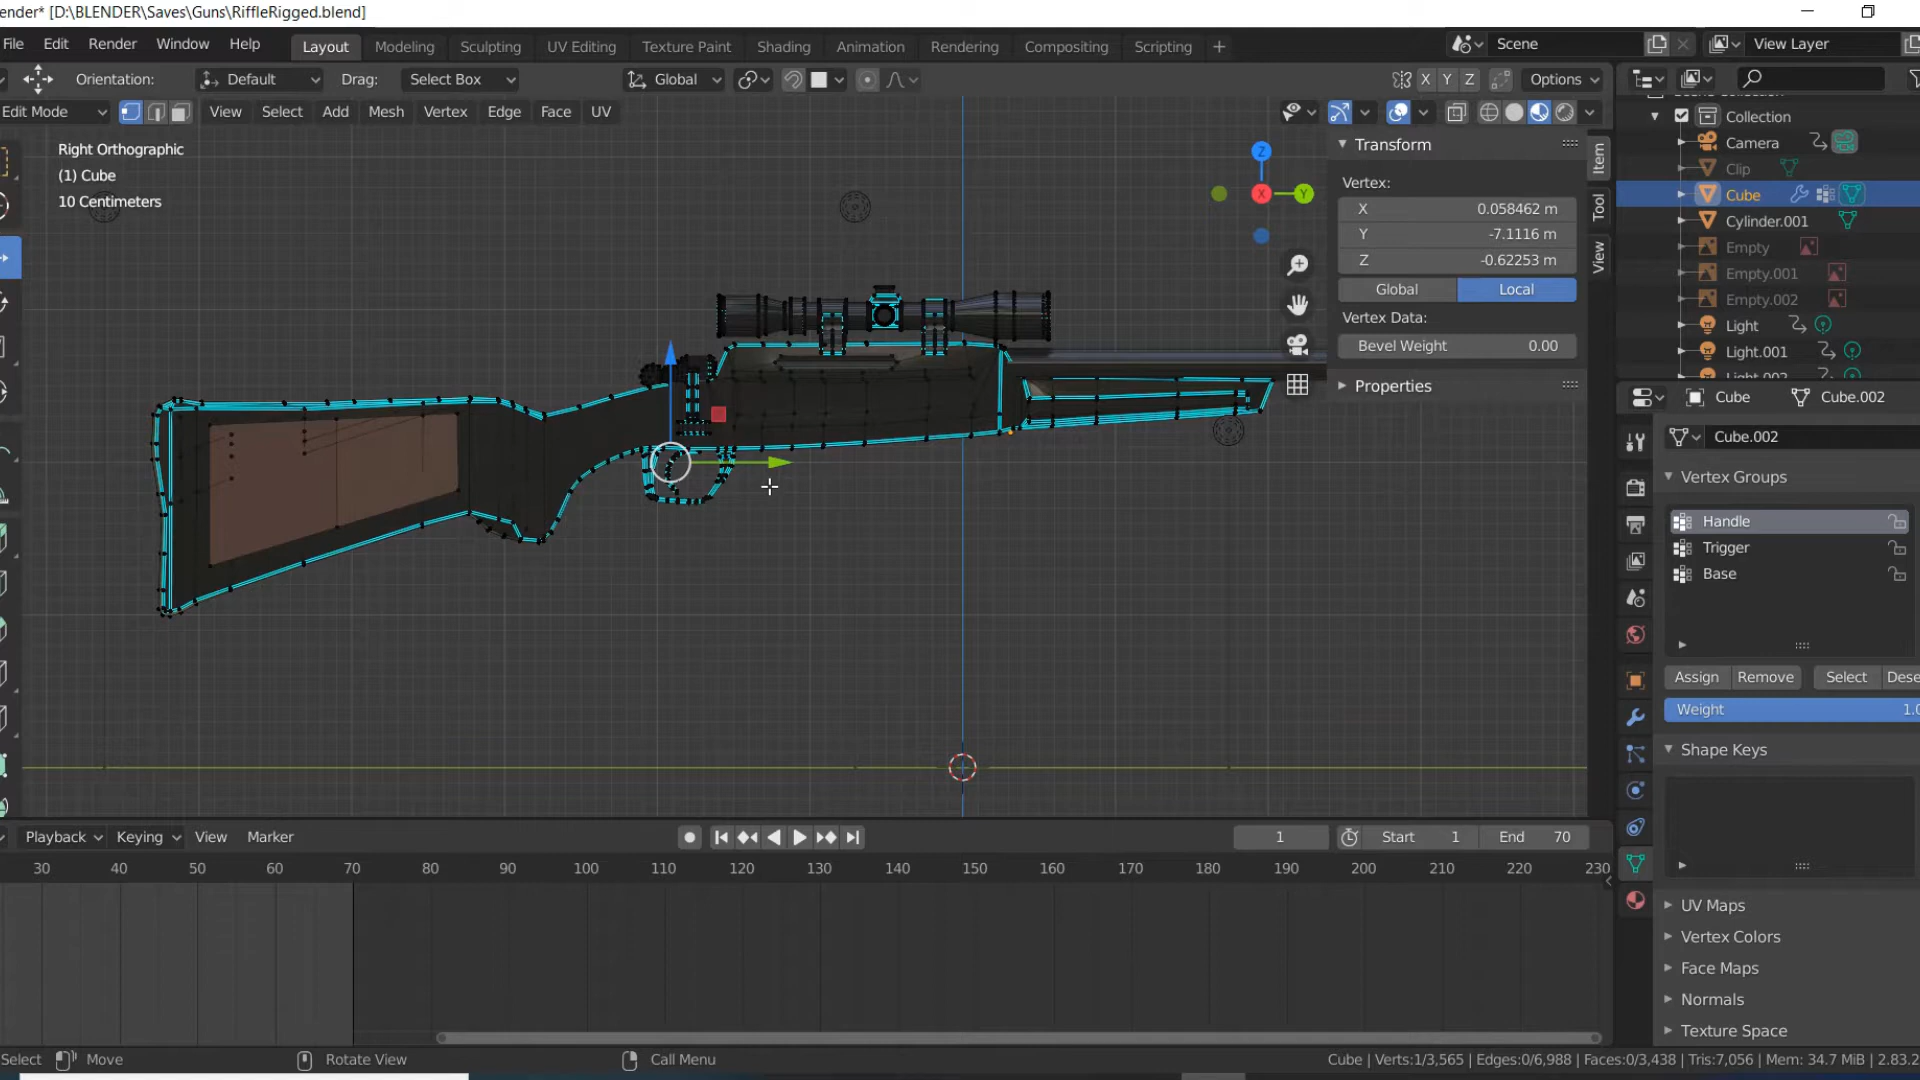 ender* [D:\BLENDER\Saves\Guns\RiffleRigged.blend]
File Edit Render Window Help Layout Modeling Sculpting UV Editing Texture Paint Shading Animation Rendering Compositing Scripting + Scene View Layer
Orientation: Default Drag: Select Box Global X Y Z Options
Edit Mode View Select Add Mesh Vertex Edge Face UV
Right Orthographic
(1) Cube
10 Centimeters
Z
X
Y
Transform
Vertex:
X 0.058462 m
Y -7.1116 m
Z -0.62253 m
Global Local
Vertex Data:
Bevel Weight 0.00
Properties
Item
Tool
View
Collection
Camera
Clip
Cube
Cylinder.001
Empty
Empty.001
Empty.002
Light
Light.001
Cube Cube.002
Cube.002
Vertex Groups
Handle
Trigger
Base
Assign Remove Select Dese
Weight 1.0
Shape Keys
UV Maps
Vertex Colors
Face Maps
Normals
Texture Space
Playback Keying View Marker 1 Start 1 End 70
30 40 50 60 70 80 90 100 110 120 130 140 150 160 170 180 190 200 210 220 230
Select Move Rotate View Call Menu Cube | Verts:1/3,565 | Edges:0/6,988 | Faces:0/3,438 | Tris:7,056 | Mem: 34.7 MiB | 2.83.2